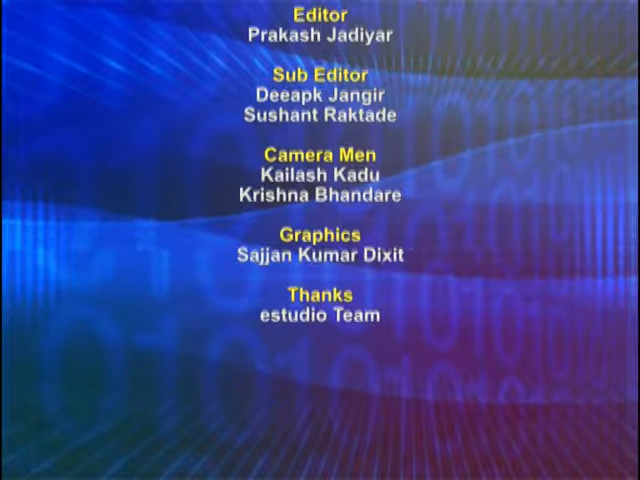 Editor
Prakash Jadiyar
Sub Editor
Deeapk Jangir
Sushant Raktade
Camera Men
Kailash Kadu
Krishna Bhandare
Graphics
Sajjan Kumar Dixit
Thanks
estudio Team